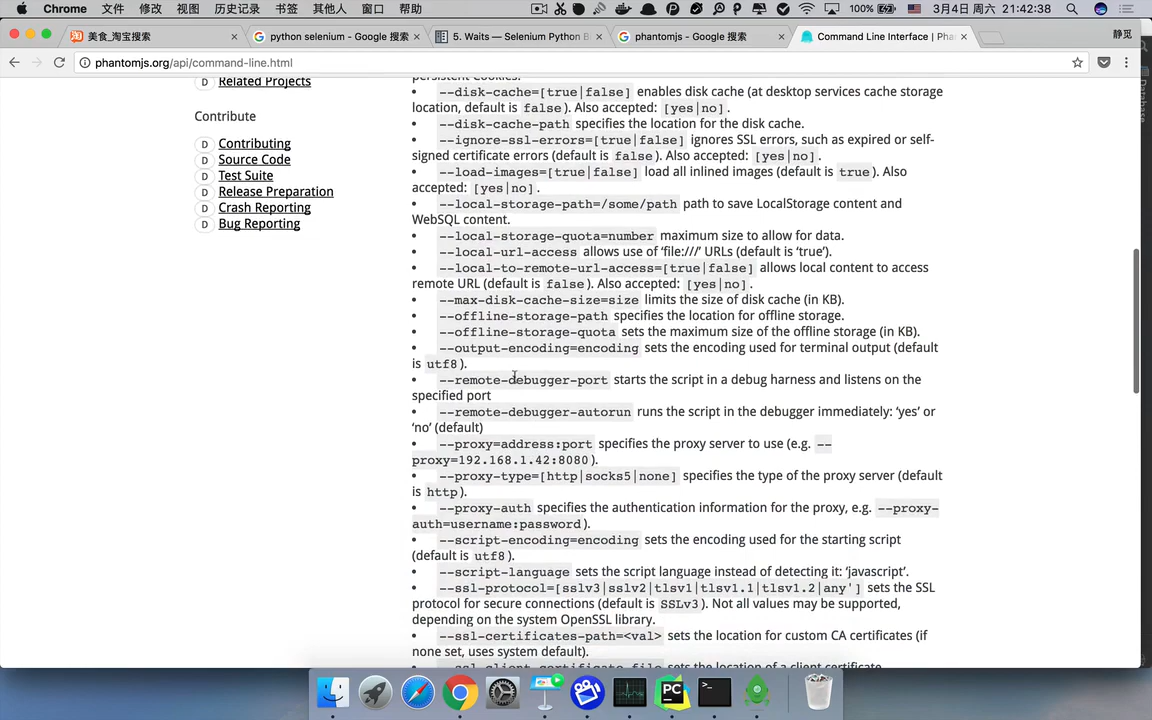 Chrome 文件 修改 视图 历史记录 书签 其他人 窗口 帮助 100% 3月4日 周六 21:42:38
美食_淘宝搜索 python selenium - Google 搜索 5. Waits — Selenium Python B phantomjs - Google 搜索 Command Line Interface | Pha 静觅
phantomjs.org/api/command-line.html
Database
D Related Projects
Contribute
D Contributing
D Source Code
D Test Suite
D Release Preparation
D Crash Reporting
D Bug Reporting
persistent Cookies.
• --disk-cache=[true|false] enables disk cache (at desktop services cache storage
location, default is false). Also accepted: [yes|no].
• --disk-cache-path specifies the location for the disk cache.
• --ignore-ssl-errors=[true|false] ignores SSL errors, such as expired or self-
signed certificate errors (default is false). Also accepted: [yes|no].
• --load-images=[true|false] load all inlined images (default is true). Also
accepted: [yes|no].
• --local-storage-path=/some/path path to save LocalStorage content and
WebSQL content.
• --local-storage-quota=number maximum size to allow for data.
• --local-url-access allows use of ‘file:///’ URLs (default is ‘true’).
• --local-to-remote-url-access=[true|false] allows local content to access
remote URL (default is false). Also accepted: [yes|no].
• --max-disk-cache-size=size limits the size of disk cache (in KB).
• --offline-storage-path specifies the location for offline storage.
• --offline-storage-quota sets the maximum size of the offline storage (in KB).
• --output-encoding=encoding sets the encoding used for terminal output (default
is utf8).
• --remote-debugger-port starts the script in a debug harness and listens on the
specified port
• --remote-debugger-autorun runs the script in the debugger immediately: ‘yes’ or
‘no’ (default)
• --proxy=address:port specifies the proxy server to use (e.g. --
proxy=192.168.1.42:8080).
• --proxy-type=[http|socks5|none] specifies the type of the proxy server (default
is http).
• --proxy-auth specifies the authentication information for the proxy, e.g. --proxy-
auth=username:password).
• --script-encoding=encoding sets the encoding used for the starting script
(default is utf8).
• --script-language sets the script language instead of detecting it: ‘javascript’.
• --ssl-protocol=[sslv3|sslv2|tlsv1|tlsv1.1|tlsv1.2|any'] sets the SSL
protocol for secure connections (default is SSLv3). Not all values may be supported,
depending on the system OpenSSL library.
• --ssl-certificates-path=<val> sets the location for custom CA certificates (if
none set, uses system default).
• --ssl-client-certificate-file sets the location of a client certificate
PC